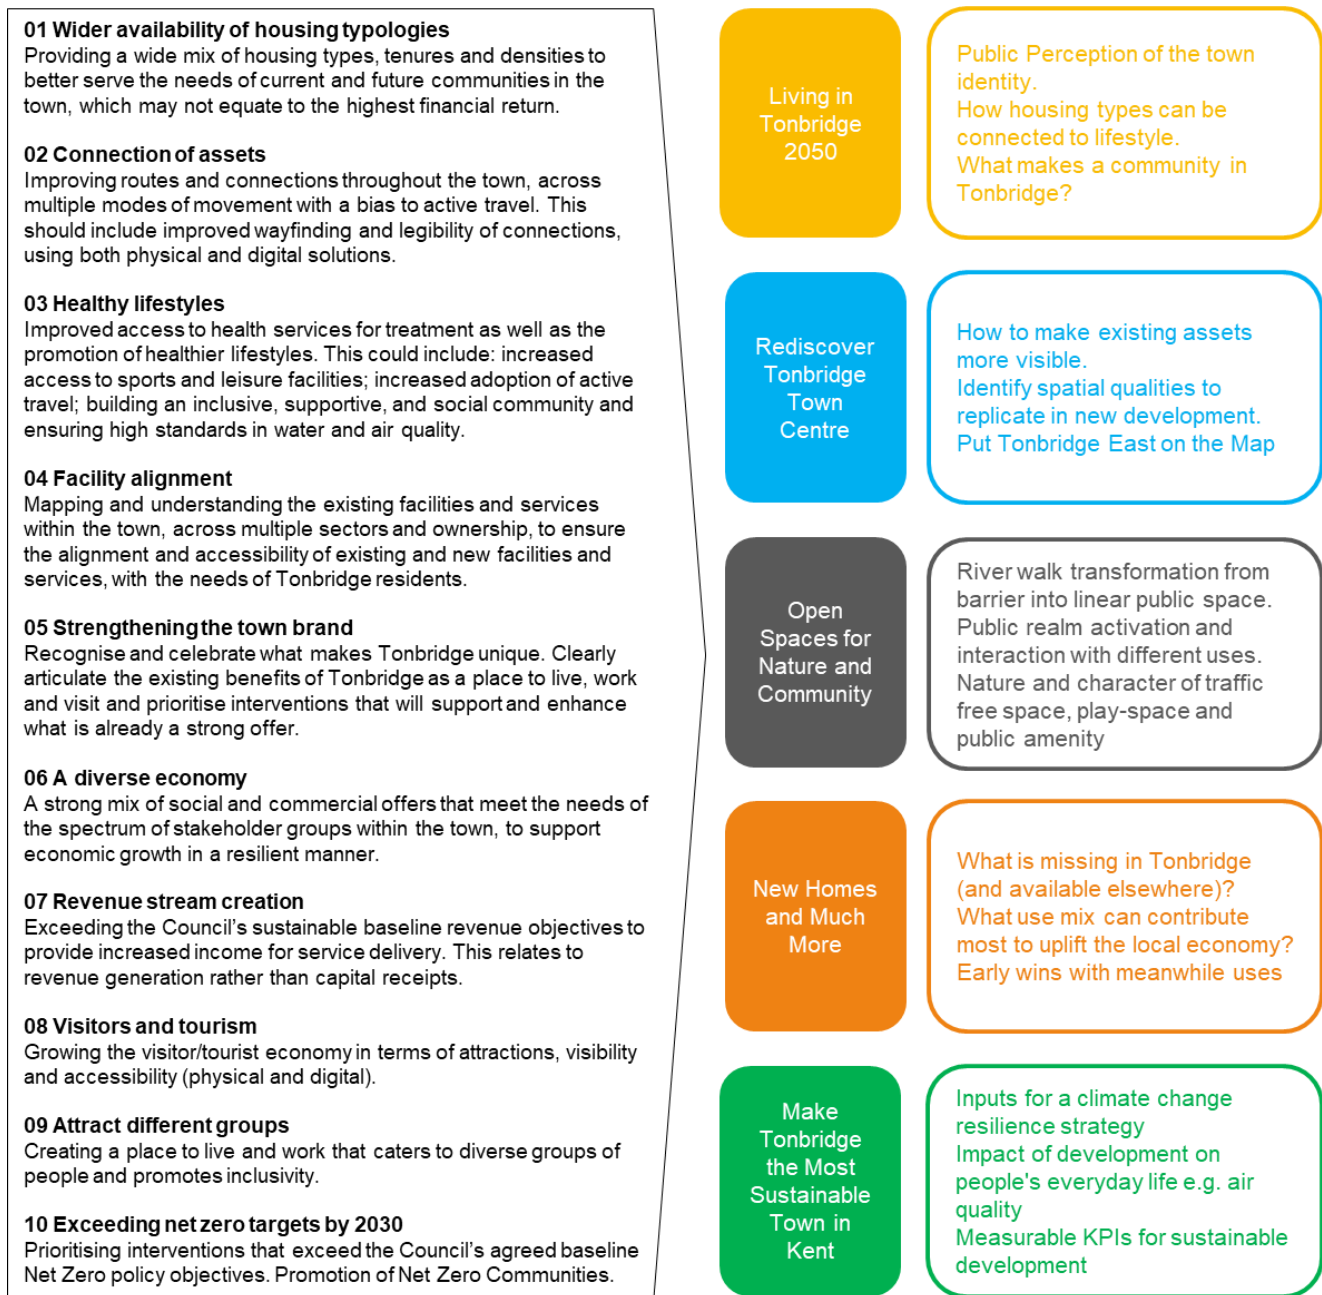 01 Wider availability of housing typologies
Providing a wide mix of housing types, tenures and densities to
better serve the needs of current and future communities in the
town, which may not equate to the highest financial return.
02 Connection of assets
Improving routes and connections throughout the town, across
multiple modes of movement with a bias to active travel. This
should include improved wayfinding and legibility of connections,
using both physical and digital solutions.
03 Healthy lifestyles
Improved access to health services for treatment as well as the
promotion of healthier lifestyles. This could include: increased
access to sports and leisure facilities; increased adoption of active
travel; building an inclusive, supportive, and social community and
ensuring high standards in water and air quality.
04 Facility alignment
Mapping and understanding the existing facilities and services
within the town, across multiple sectors and ownership, to ensure
the alignment and accessibility of existing and new facilities and
services, with the needs of Tonbridge residents.
05 Strengthening the town brand
Recognise and celebrate what makes Tonbridge unique. Clearly
articulate the existing benefits of Tonbridge as a place to live, work
and visit and prioritise interventions that will support and enhance
what is already a strong offer.
06 A diverse economy
A strong mix of social and commercial offers that meet the needs of
the spectrum of stakeholder groups within the town, to support
economic growth in a resilient manner.
07 Revenue stream creation
Exceeding the Council's sustainable baseline revenue objectives to
provide increased income for service delivery. This relates to
revenue generation rather than capital receipts.
08 Visitors and tourism
Growing the visitor/tourist economy in terms of attractions, visibility
and accessibility (physical and digital).
09 Attract different groups
Creating a place to live and work that caters to diverse groups of
people and promotes inclusivity.
10 Exceeding net zero targets by 2030
Prioritising interventions that exceed the Council's agreed baseline
Net Zero policy objectives. Promotion of Net Zero Communities.
Living in
Tonbridge
2050
Public Perception of the town
identity.
How housing types can be
connected to lifestyle.
What makes a community in
Tonbridge?
Rediscover
Tonbridge
Town
Centre
How to make existing assets
more visible.
Identify spatial qualities to
replicate in new development.
Put Tonbridge East on the Map
Open
Spaces for
Nature and
Community
River walk transformation from
barrier into linear public space.
Public realm activation and
interaction with different uses.
Nature and character of traffic
free space, play-space and
public amenity
New Homes
and Much
More
What is missing in Tonbridge
(and available elsewhere)?
What use mix can contribute
most to uplift the local economy?
Early wins with meanwhile uses
Make
Tonbridge
the Most
Sustainable
Town in
Kent
Inputs for a climate change
resilience strategy
Impact of development on
people's everyday life e.g. air
quality
Measurable KPIs for sustainable
development